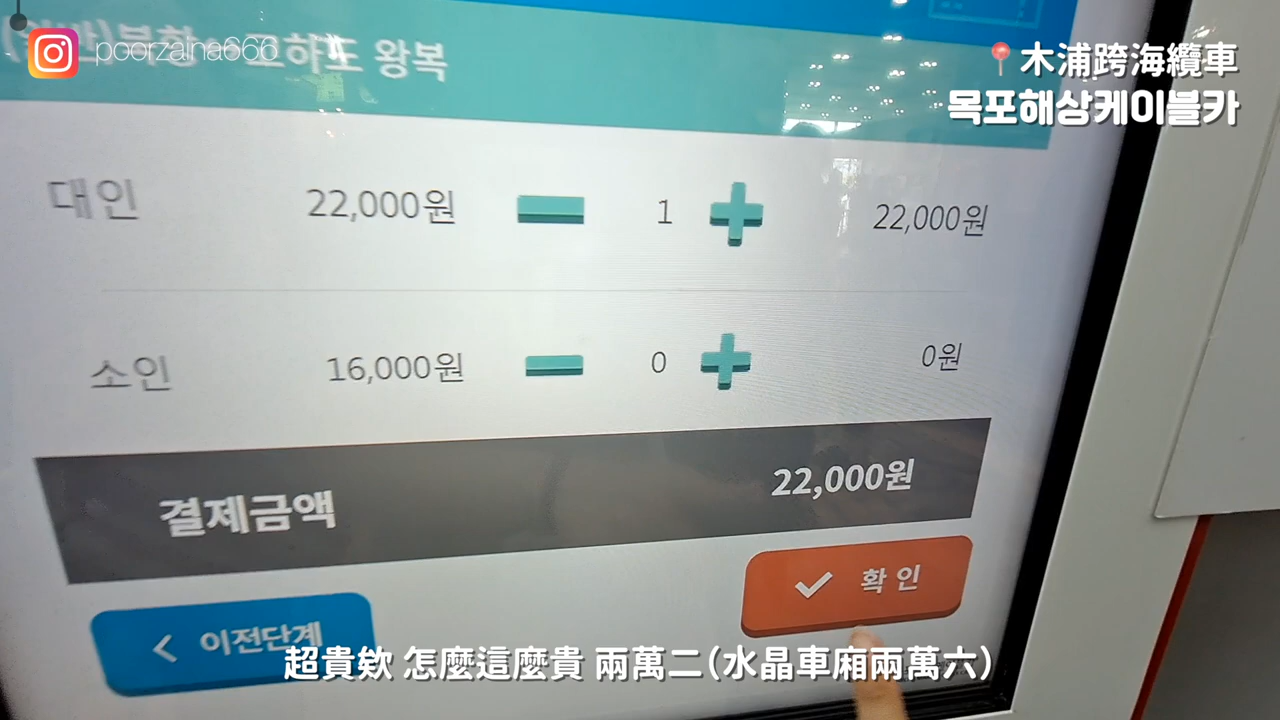 poorzaina666
왕복
📍木浦跨海纜車
목포해상케이블카
대인 22,000원 1 22,000원
소인 16,000원 0 0원
결제금액 22,000원
이전단계 확인
超貴欸 怎麼這麼貴 兩萬二(水晶車廂兩萬六)